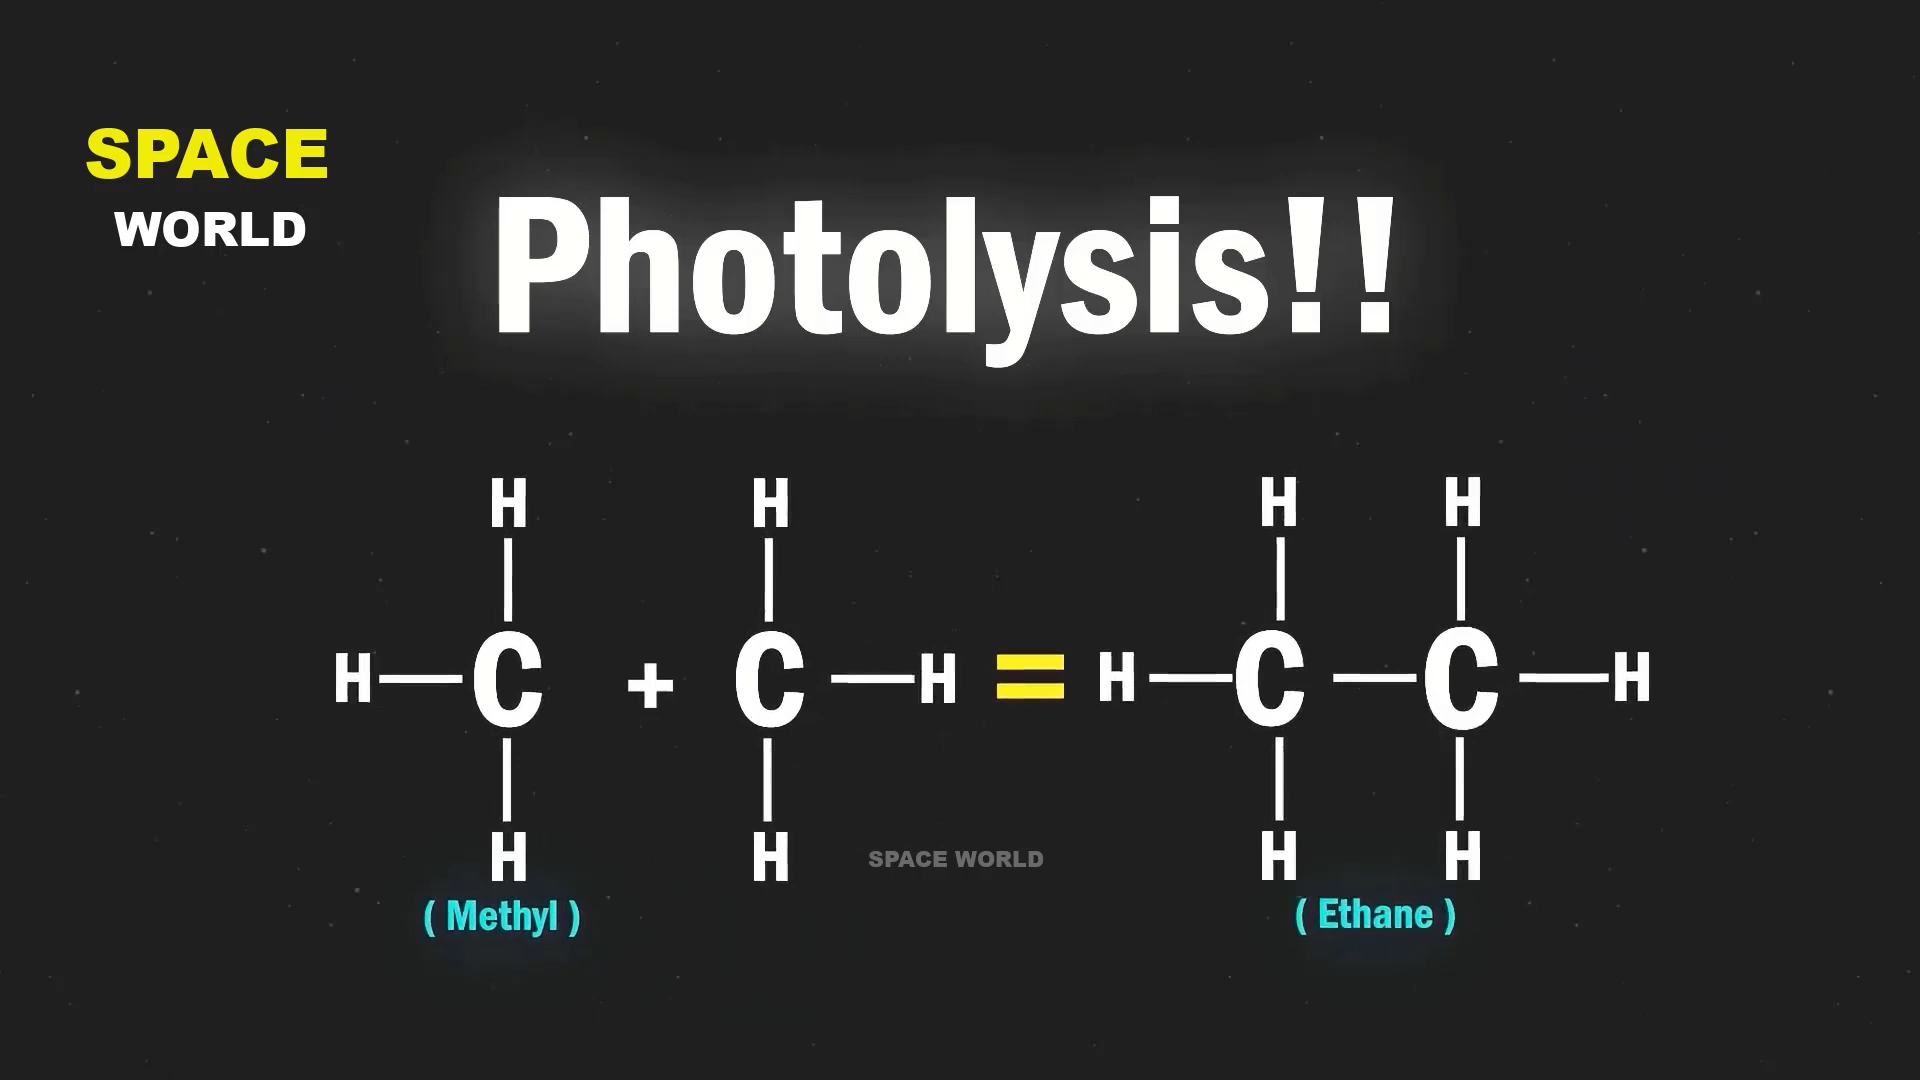 SPACE
WORLD
Photolysis!!
H H H H
H C + C H = H C C H
H H H H
SPACE WORLD
( Methyl ) ( Ethane )